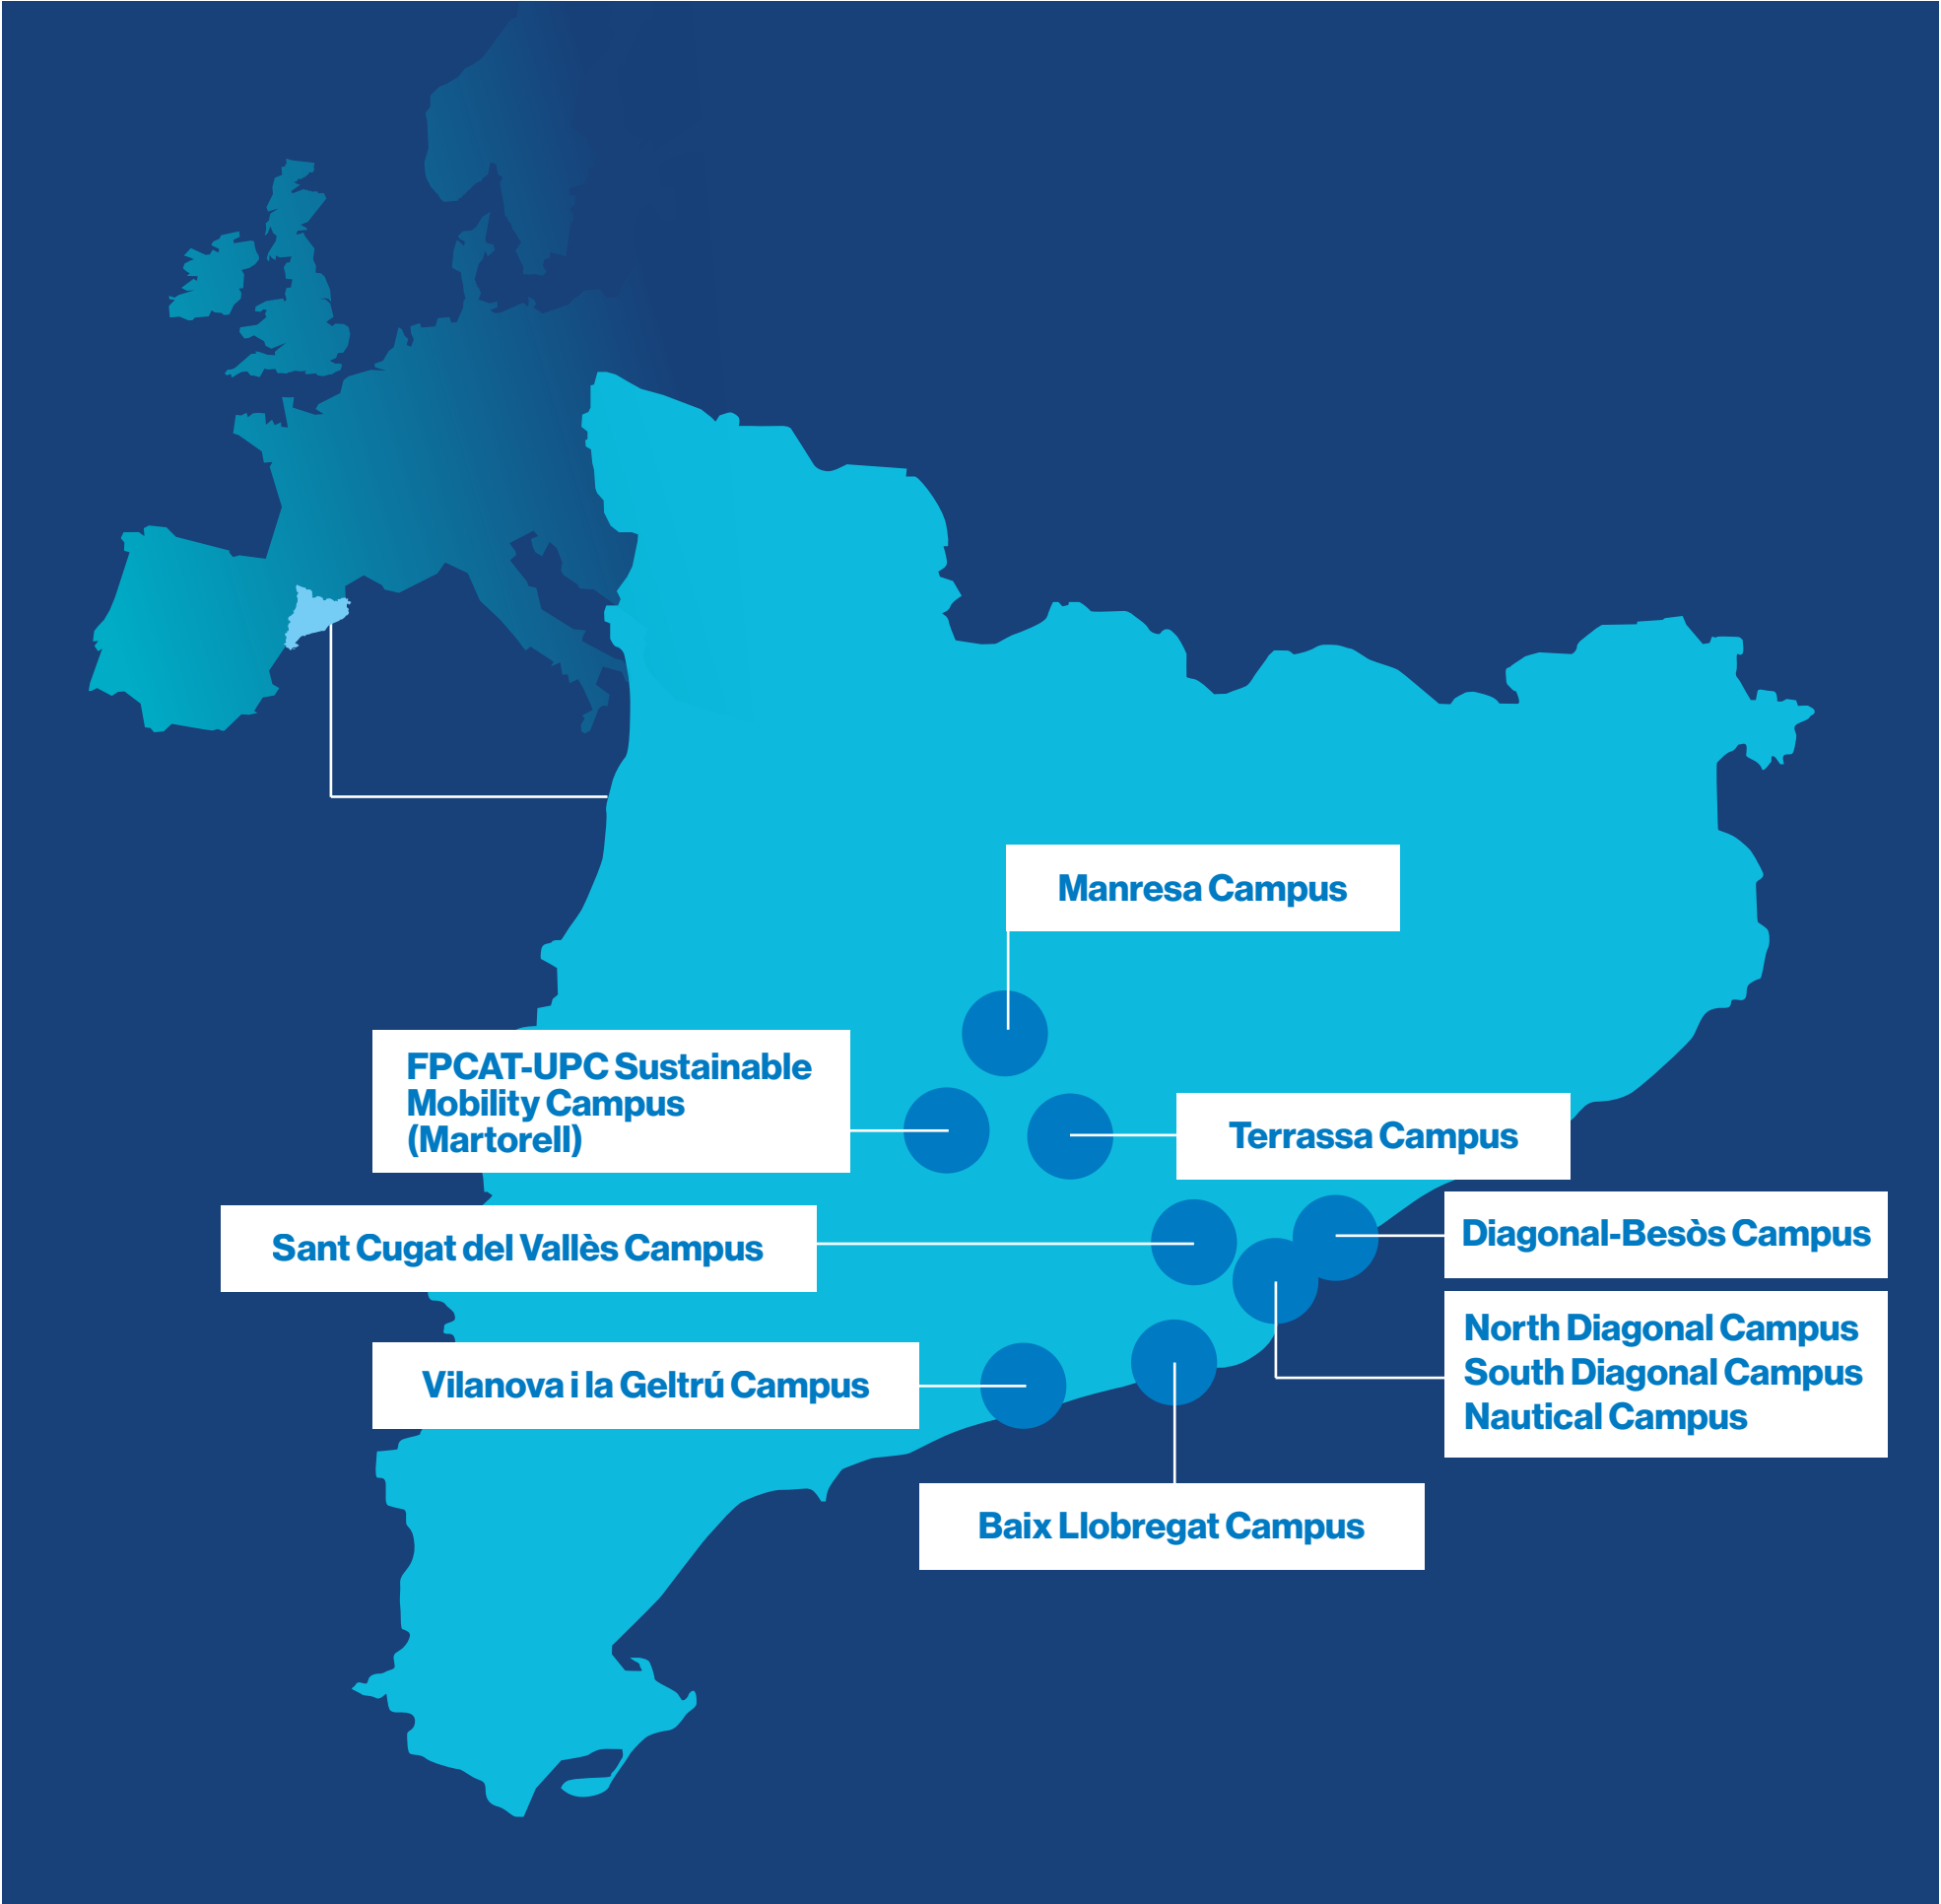 Manresa Campus
FPCAT-UPC Sustainable
Mobility Campus
(Martorell)
Terrassa Campus
Sant Cugat del Vallès Campus
Diagonal-Besòs Campus
North Diagonal Campus
South Diagonal Campus
Nautical Campus
Vilanova i la Geltrú Campus
Baix Llobregat Campus